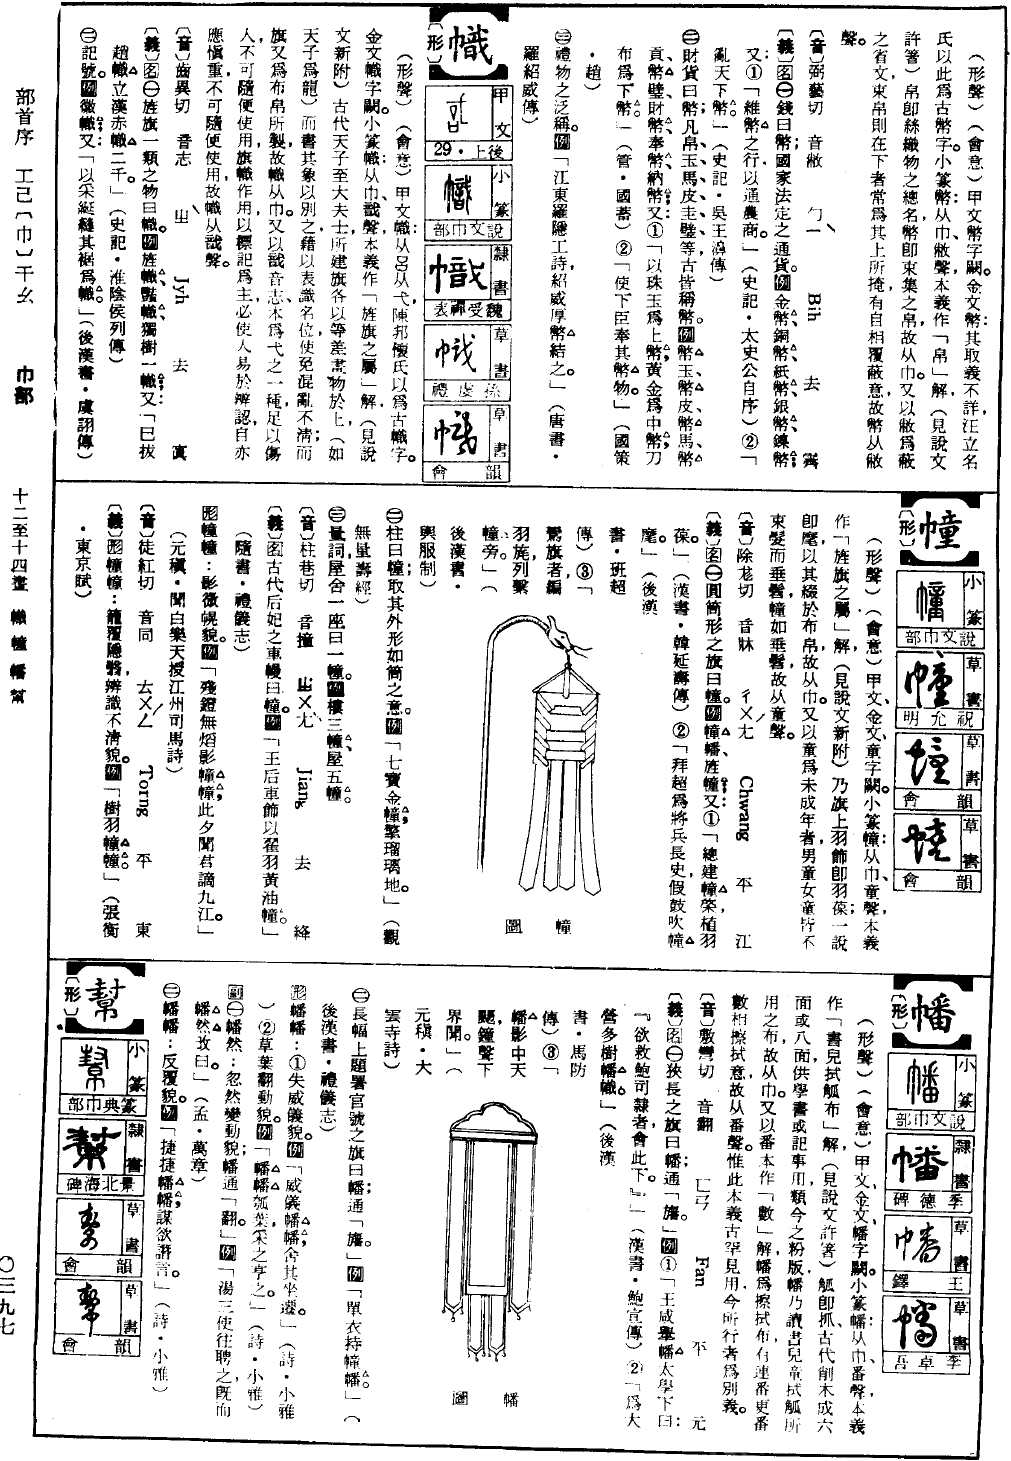 （形聲）（會意）甲文幣字闕。金文幣：其取義不詳，汪立名
氏以此爲古幣字。小篆幣：从巾、敝聲，本義作「帛」解，（見說文
許箸）帛卽絲織物之總名，幣卽束集之帛，故从巾。又以敝爲蔽
之省文，束帛則在下者常爲其上所掩，有自相覆蔽意，故幣从敝
聲。
〔音〕弼藝切　音敝　ㄅㄧˋ　Bih　去　霽
〔義〕名㊀錢曰幣；國家法定之通貨。例金幣、銅幣、紙幣、銀幣、鎳幣；
又：①「維幣之行，以通農商。」（史記・太史公自序）②「
亂天下幣。」（史記・吳王濞傳）
㊁財貨曰幣；凡帛、玉、馬、皮、圭、璧等古皆稱幣。例幣玉、幣皮、幣馬、幣
貢、幣璧、財幣、奉幣、納幣；又：①「以珠玉爲上幣，黃金爲中幣，刀
布爲下幣。」（管・國蓄）②「使下臣奉其幣物。」（國策
・趙）
㊂禮物之泛稱。例「江東羅隱工詩，紹威厚幣結之。」（唐書・
羅紹威傳）
幟
〔形〕
甲文　後上・29
小篆　說文巾部
隸書　魏受禪表
草書　孫虔禮
草書　韻會
（形聲）（會意）甲文幟：从㠯从弋，陳邦懷氏以爲古幟字。
金文幟字闕。小篆幟：从巾、戠聲，本義作「旌旗之屬」解，（見說
文新附）古代天子至大夫士，所建旗各以等差畫物於上，（如
天子爲龍）而書其象以別之，藉以表識名位，使免混亂不清；而
旗又爲布帛所製，故幟从巾。又以戠音志，本爲弋之一種，足以傷
人，不可隨便使用，旗幟作用以標記爲主，必使人易於辨認，自亦
應愼重，不可隨便使用，故幟从戠聲。
〔音〕齒異切　音志　ㄓˋ　Jyh　去　寘
〔義〕名㊀旌旗一類之物曰幟。例旌幟、豔幟、獨樹一幟；又：「已拔
趙幟，立漢赤幟二千。」（史記・淮陰侯列傳）
㊁記號。例徽幟；又：「以采綖縫其裾爲幟。」（後漢書・虞詡傳）
幢
〔形〕
小篆　說文巾部
草書　祝允明
草書　韻會
草書　韻會
（形聲）（會意）甲文、金文、童字闕。小篆幢：从巾、童聲，本義
作「旌旗之屬」解，（見說文新附）乃旗上羽飾卽羽葆；一說
卽麾，以其綴於布帛，故从巾。又以童爲未成年者，男童女童皆不
束髮而垂髫，幢如垂髫，故从童聲。
〔音〕除尨切　音牀　ㄔㄨㄤˊ　Chwang　平　江
〔義〕名㊀圓筒形之旗曰幢。例幢幡、旌幢；又：①「總建幢棨，植羽
葆。」（漢書・韓延壽傳）②「拜超爲將兵長史，假鼓吹幢
麾。」（後漢
書・班超
傳）③「
鸞旗者，編
羽旄，列繫
幢旁。」（
後漢書・
輿服制）
幢圖
㊁柱曰幢；取其外形如筒之意。例「七寶金幢，擎瑠璃地。」（觀
無量壽經）
㊂量詞，屋舍一座曰一幢。例樓三幢、屋五幢。
〔音〕柱巷切　音撞　ㄓㄨㄤˋ　Jiang　去　絳
〔義〕名古代后妃之車幔曰幢。例「王后車飾以翟羽黃油幢。」
（隋書・禮儀志）
形幢幢：影微幌貌。例「殘鐙無熖影幢幢，此夕聞君謫九江。」
（元稹・聞白樂天授江州司馬詩）
〔音〕徒紅切　音同　ㄊㄨㄥˊ　Torng　平　東
〔義〕形幢幢：籠覆隱翳，辨識不清貌。例「樹羽幢幢。」（張衡
・東京賦）
幡
〔形〕
小篆　說文巾部
隸書　李德碑
草書　王鐸
草書　李卓吾
（形聲）（會意）甲文、金文、幡字闕。小篆幡：从巾、番聲，本義
作「書兒拭觚布」解，（見說文許箸）觚卽抓，古代削木成六
面或八面，供學書或記事用，類今之粉版，幡乃讀書兒童拭觚所
用之布，故从巾。又以番本作「數」解，幡爲擦拭布，有連番更番
數相擦拭意，故从番聲。惟此本義古罕見用，今所行者爲別義。
〔音〕敷彎切　音翻　ㄈㄢ　Fan　平　元
〔義〕名㊀狹長之旗曰幡；通「旛」。例①「王咸舉幡太學下曰：
『欲救鮑司隸者會此下。』」（漢書・鮑宣傳）②「爲大
營，多樹幡幟。」（後漢
書・馬防
傳）③「
幡影中天
颺，鐘聲下
界聞。」（
元稹・大
雲寺詩）
幡圖
㊁長幅上題署官號之旗曰幡；通「旛」。例「單衣持幢幡。」（
後漢書・禮儀志）
形幡幡：①失威儀貌。例「威儀幡幡，舍其坐遷。」（詩・小雅
）②草葉翻動貌。例「幡幡瓠葉，采之亨之。」（詩・小雅）
副㊀幡然：忽然變動貌；幡通「翻」。例「湯三使往聘之，旣而
幡然改曰。」（孟・萬章）
㊁幡幡：反覆貌。例「捷捷幡幡，謀欲譖言。」（詩・小雅）
幫
〔形〕
小篆　篆典巾部
隸書　景北海碑
草書　韻會
草書　韻會
部首序　工己〔巾〕干幺　巾部　十二至十四畫　幟幢幡幫　〇三九七